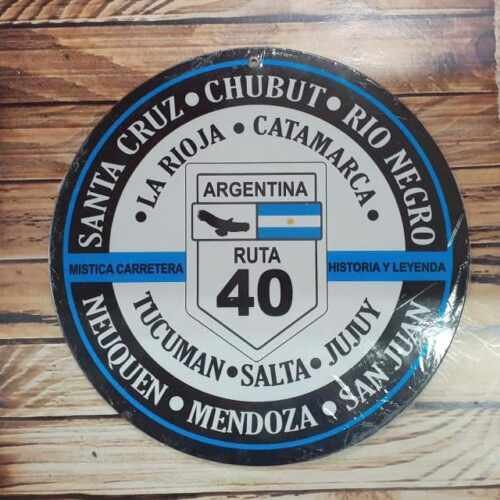 SANTA CRUZ • CHUBUT • RIO NEGRO
• LA RIOJA • CATAMARCA •
ARGENTINA
RUTA
40
MISTICA CARRETERA
HISTORIA Y LEYENDA
TUCUMAN • SALTA • JUJUY
NEUQUEN • MENDOZA • SAN JUAN